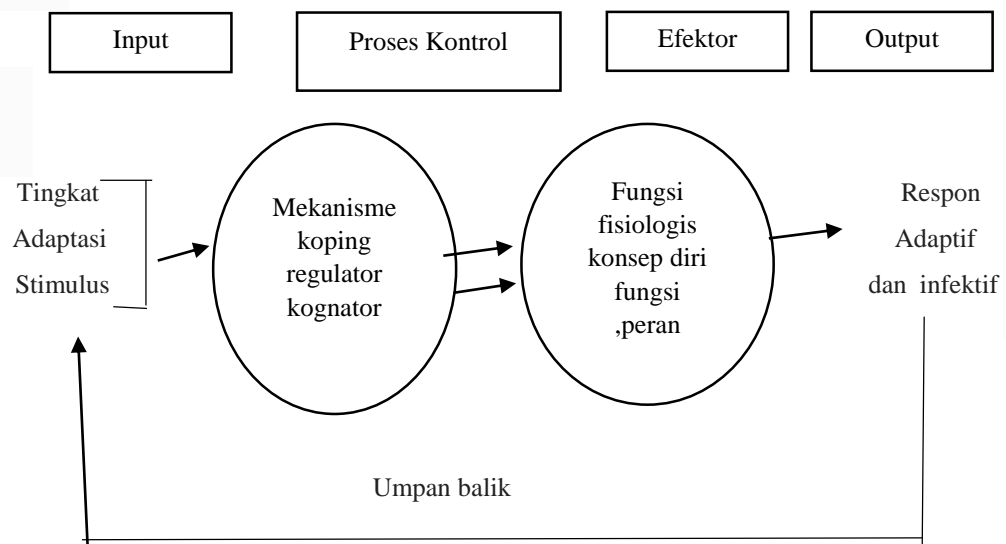 Input
Proses Kontrol
Efektor
Output
Tingkat
Adaptasi
Stimulus
Mekanisme
koping
regulator
kognator
Fungsi
fisiologis
konsep diri
fungsi
,peran
Respon
Adaptif
dan infektif
Umpan balik